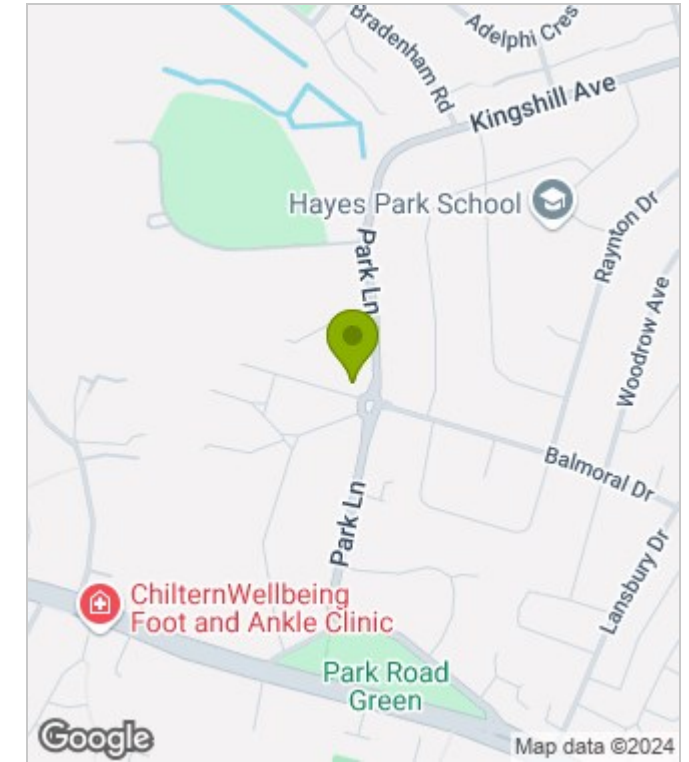 Bradenham Rd
Adelphi Cres
Kingshill Ave
Hayes Park School
Park Ln
Raynton Dr
Woodrow Ave
Balmoral Dr
Park Ln
Lansbury Dr
ChilternWellbeing
Foot and Ankle Clinic
Park Road
Green
Google
Map data ©2024